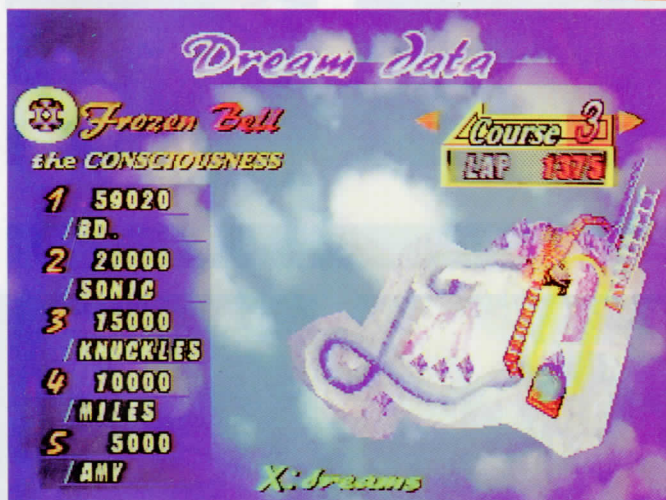 Dream data
Frozen Bell
the CONSCIOUSNESS
Course 3
LAP 1375
1 59020
/BD.
2 20000
/SONIC
3 15000
/KNUCKLES
4 10000
/MILES
5 5000
/AMY
X:dreams